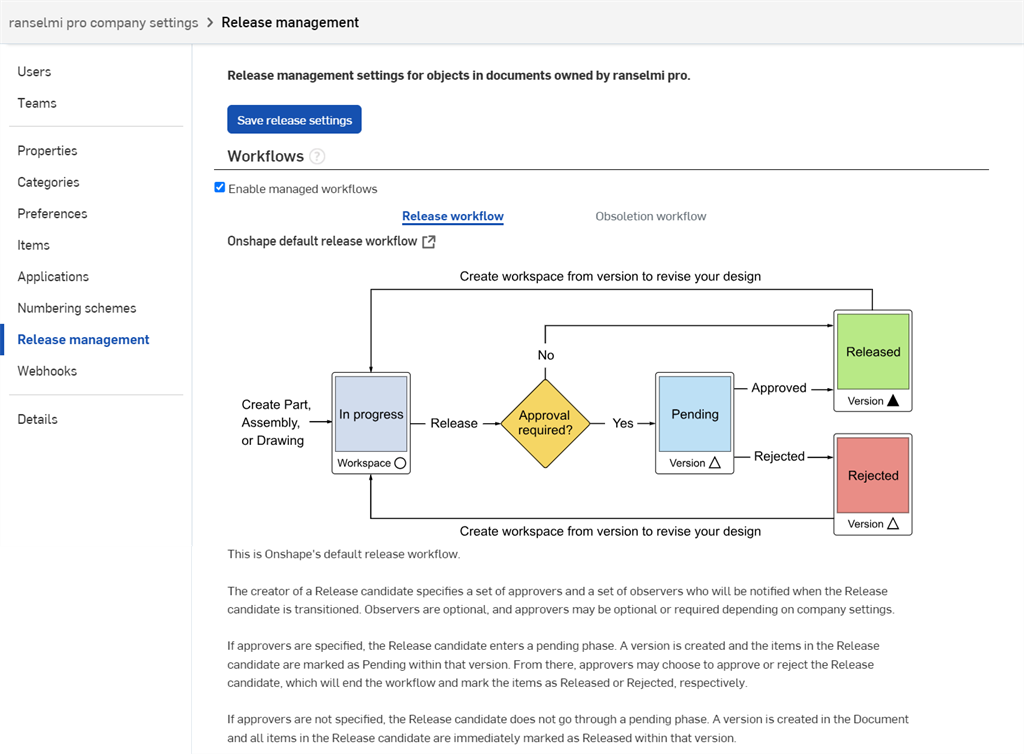 ranselmi pro company settings > Release management
Users
Teams
Properties
Categories
Preferences
Items
Applications
Numbering schemes
Release management
Webhooks
Details
Release management settings for objects in documents owned by ranselmi pro.
Save release settings
Workflows ?
Enable managed workflows
Release workflow
Obsoletion workflow
Onshape default release workflow
Create workspace from version to revise your design
Create Part,
Assembly,
or Drawing
In progress
Workspace
Release
Approval
required?
No
Yes
Pending
Version
Approved
Rejected
Released
Version
Rejected
Version
Create workspace from version to revise your design
This is Onshape's default release workflow.
The creator of a Release candidate specifies a set of approvers and a set of observers who will be notified when the Release
candidate is transitioned. Observers are optional, and approvers may be optional or required depending on company settings.
If approvers are specified, the Release candidate enters a pending phase. A version is created and the items in the Release
candidate are marked as Pending within that version. From there, approvers may choose to approve or reject the Release
candidate, which will end the workflow and mark the items as Released or Rejected, respectively.
If approvers are not specified, the Release candidate does not go through a pending phase. A version is created in the Document
and all items in the Release candidate are immediately marked as Released within that version.